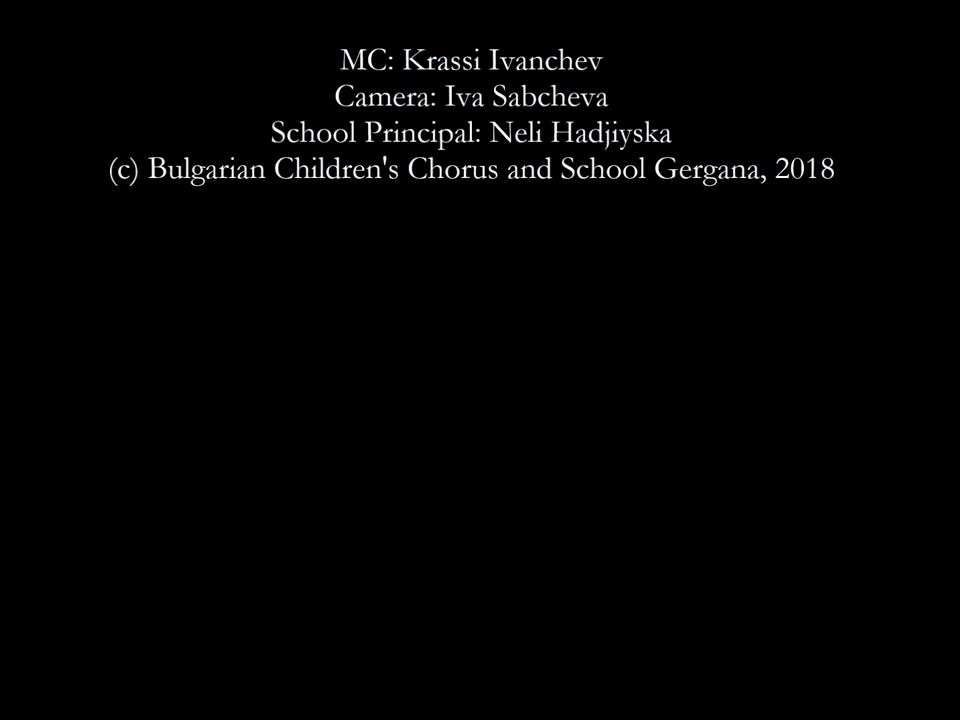 MC: Krassi Ivanchev
Camera: Iva Sabcheva
School Principal: Neli Hadjiyska
(c) Bulgarian Children's Chorus and School Gergana, 2018